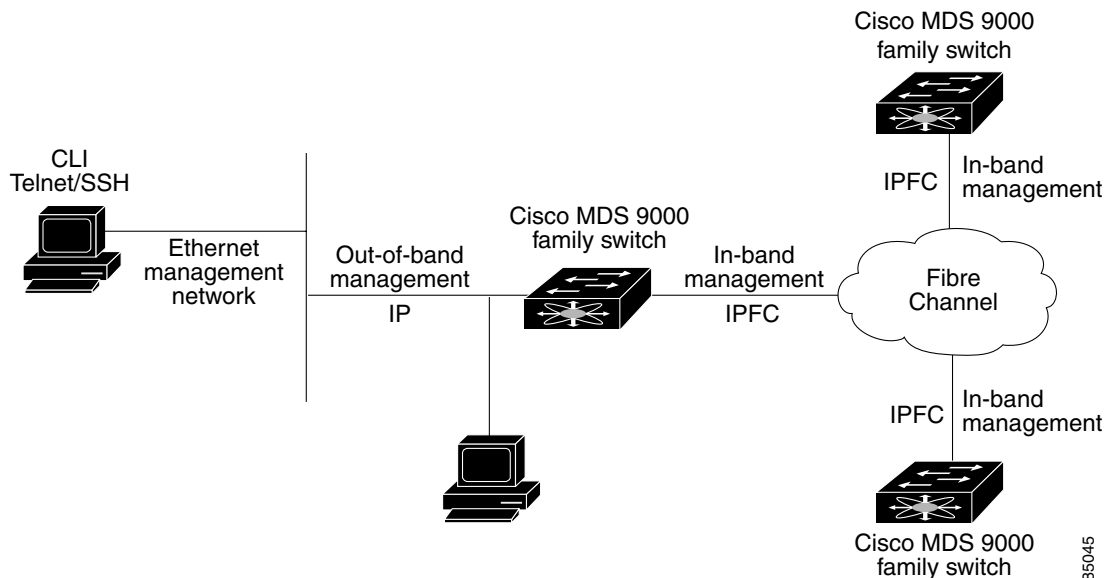 Cisco MDS 9000
family switch
CLI
Telnet/SSH
IPFC
In-band
management
Cisco MDS 9000
family switch
Ethernet
management
network
Out-of-band
management
IP
In-band
management
IPFC
Fibre
Channel
IPFC
In-band
management
Cisco MDS 9000
family switch